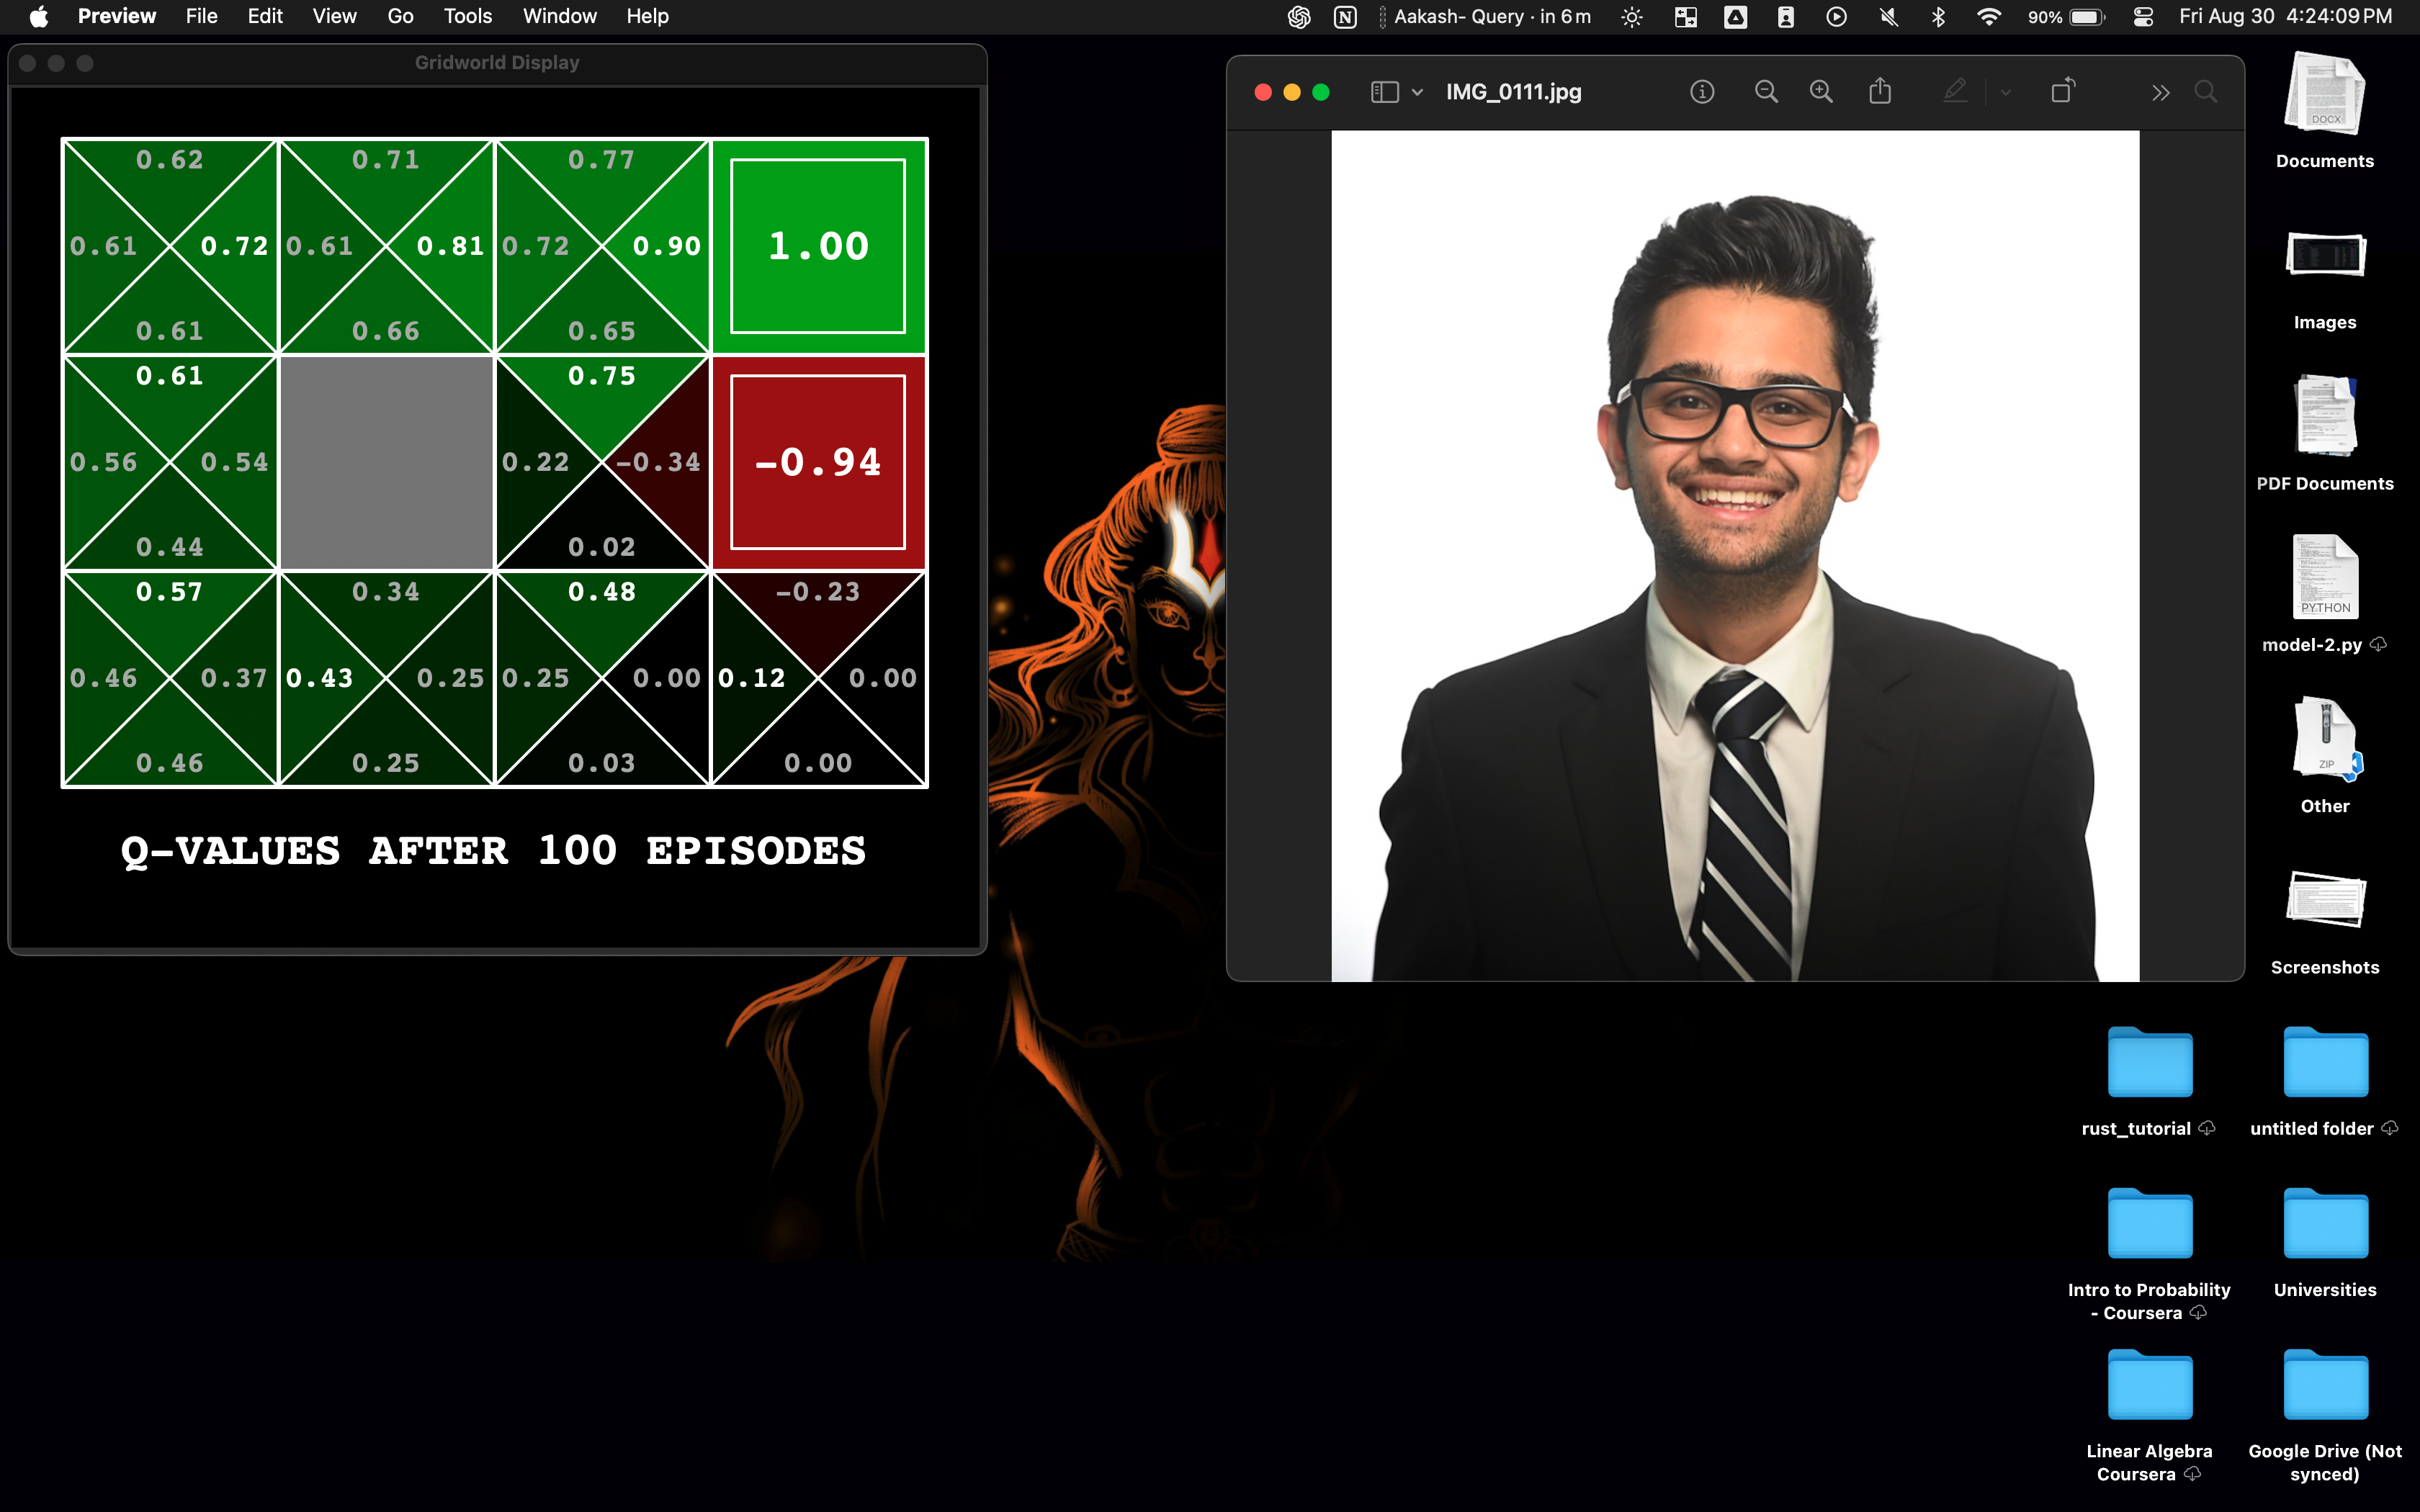 Preview File Edit View Go Tools Window Help
Aakash- Query · in 6 m 90% Fri Aug 30 4:24:09 PM
Gridworld Display
0.62 0.71 0.77
0.61 0.72 0.61 0.81 0.72 0.90 1.00
0.61 0.66 0.65
0.61 0.75
0.56 0.54 0.22 -0.34 -0.94
0.44 0.02
0.57 0.34 0.48 -0.23
0.46 0.37 0.43 0.25 0.25 0.00 0.12 0.00
0.46 0.25 0.03 0.00
Q-VALUES AFTER 100 EPISODES
IMG_0111.jpg
DOCX
Documents
Images
PDF Documents
PYTHON
model-2.py
ZIP
Other
Screenshots
rust_tutorial
untitled folder
Intro to Probability
- Coursera
Universities
Linear Algebra
Coursera
Google Drive (Not
synced)